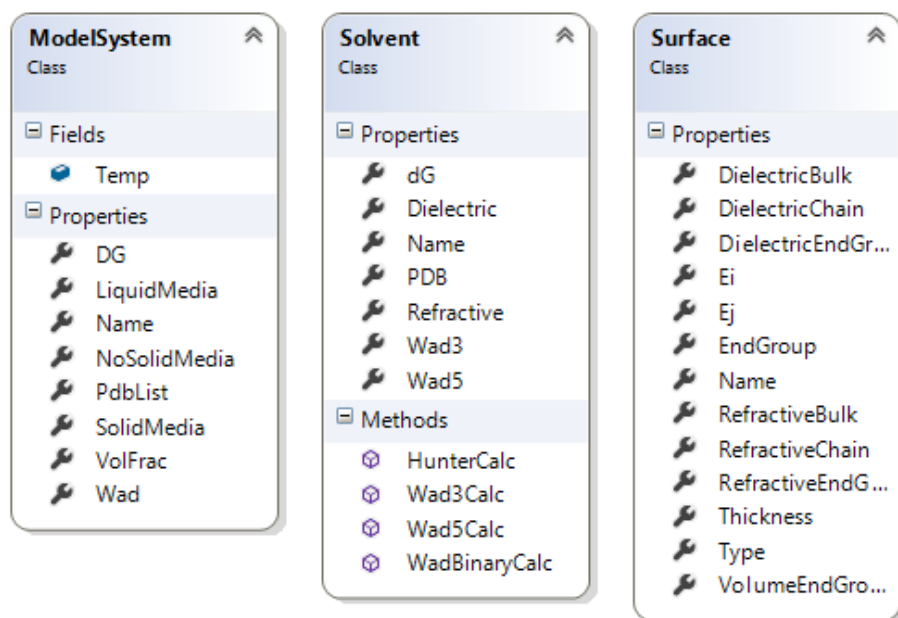 ModelSystem
Class
Fields
Temp
Properties
DG
LiquidMedia
Name
NoSolidMedia
PdbList
SolidMedia
VolFrac
Wad
Solvent
Class
Properties
dG
Dielectric
Name
PDB
Refractive
Wad3
Wad5
Methods
HunterCalc
Wad3Calc
Wad5Calc
WadBinaryCalc
Surface
Class
Properties
DielectricBulk
DielectricChain
DielectricEndGr...
Ei
Ej
EndGroup
Name
RefractiveBulk
RefractiveChain
RefractiveEndG...
Thickness
Type
VolumeEndGro...